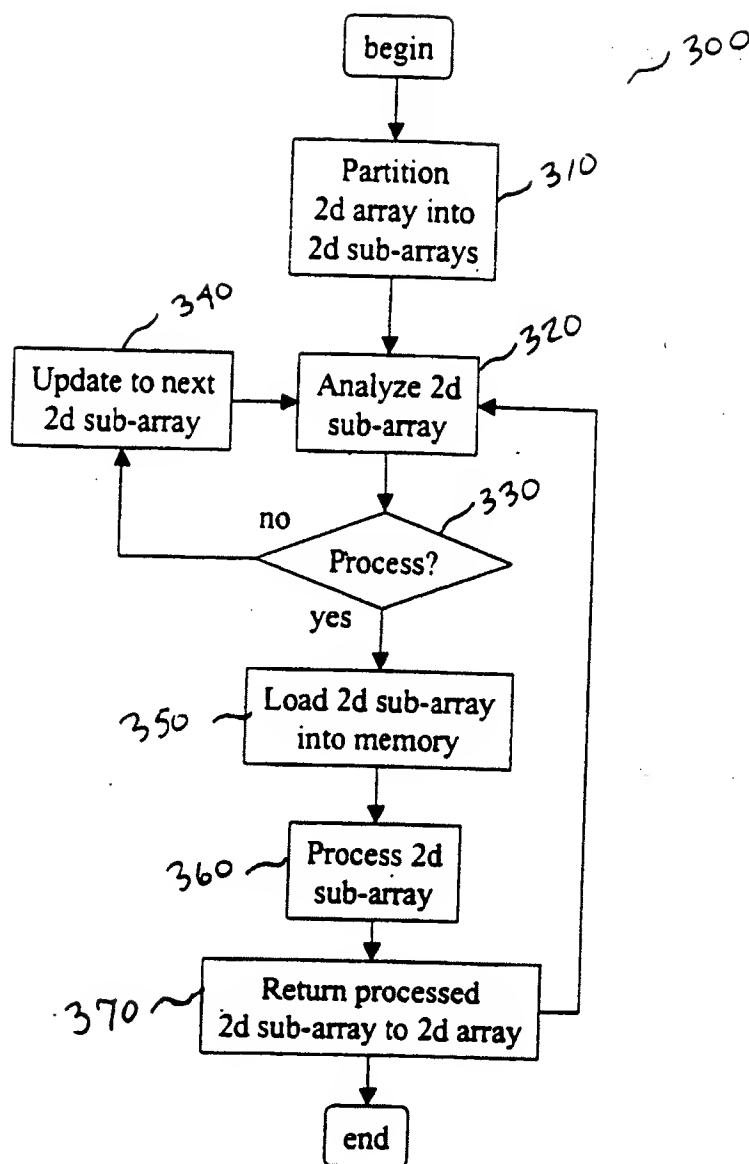 begin
300
Partition
2d array into
2d sub-arrays
310
340
Update to next
2d sub-array
320
Analyze 2d
sub-array
330
no
Process?
yes
350
Load 2d sub-array
into memory
360
Process 2d
sub-array
370
Return processed
2d sub-array to 2d array
end